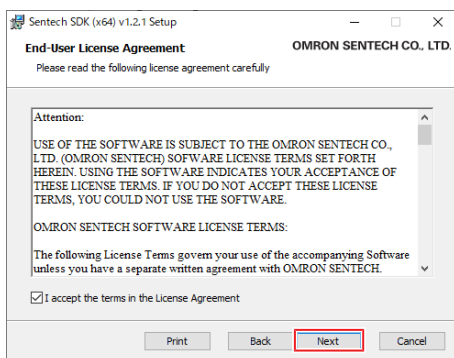 Sentech SDK (x64) v1.2.1 Setup
End-User License Agreement
OMRON SENTECH CO., LTD.
Please read the following license agreement carefully
Attention:
USE OF THE SOFTWARE IS SUBJECT TO THE OMRON SENTECH CO.,
LTD. (OMRON SENTECH) SOFWARE LICENSE TERMS SET FORTH
HEREIN. USING THE SOFTWARE INDICATES YOUR ACCEPTANCE OF
THESE LICENSE TERMS. IF YOU DO NOT ACCEPT THESE LICENSE
TERMS, YOU COULD NOT USE THE SOFTWARE.
OMRON SENTECH SOFTWARE LICENSE TERMS:
The following License Terms govern your use of the accompanying Software
unless you have a separate written agreement with OMRON SENTECH.
I accept the terms in the License Agreement
Print Back Next Cancel